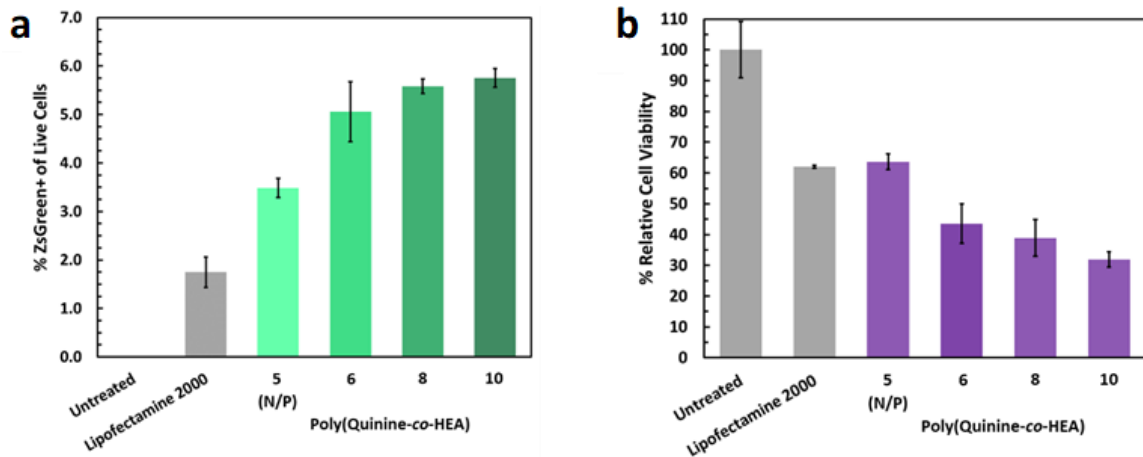 a
7.0
6.0
5.0
4.0
3.0
2.0
1.0
0.0
% ZsGreen+ of Live Cells
Untreated
Lipofectamine 2000
5
6
8
10
(N/P)
Poly(Quinine-co-HEA)
b
100
90
80
70
60
50
40
30
20
10
0
% Relative Cell Viability
Untreated
Lipofectamine 2000
5
6
8
10
(N/P)
Poly(Quinine-co-HEA)